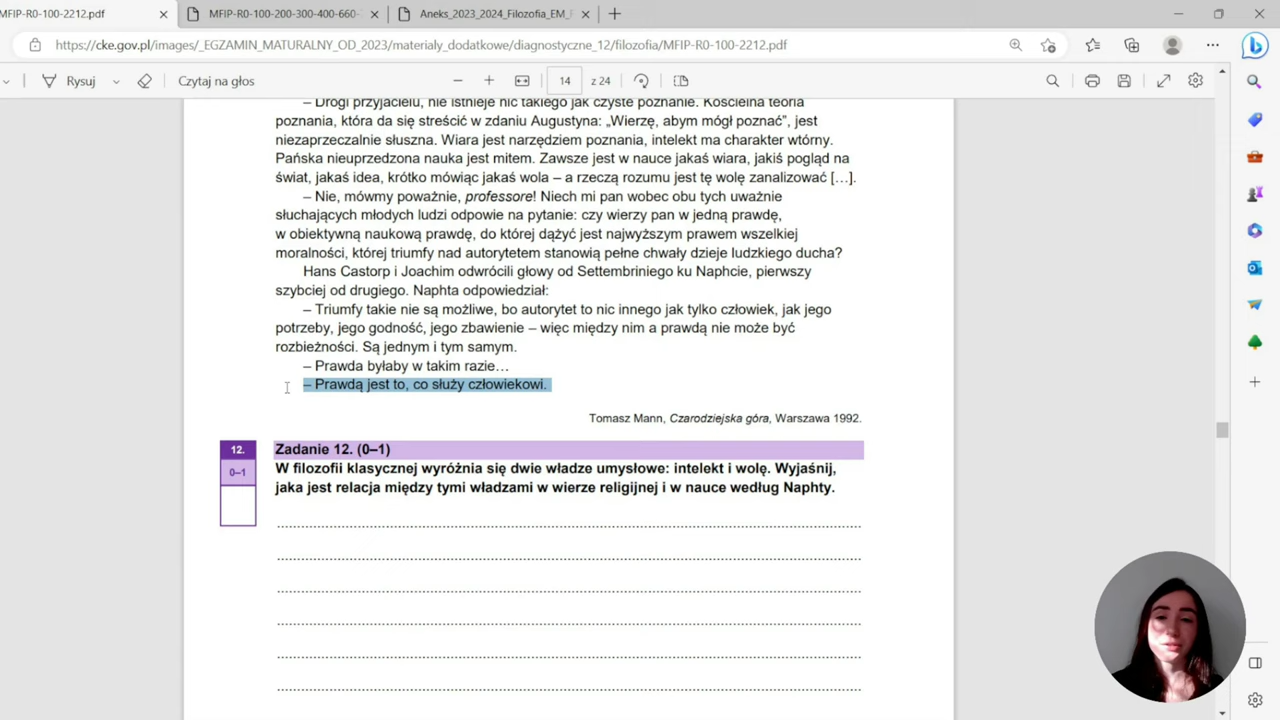 MFIP-R0-100-2212.pdf
MFIP-R0-100-200-300-400-660-
Aneks_2023_2024_Filozofia_EM_
https://cke.gov.pl/images/_EGZAMIN_MATURALNY_OD_2023/materialy_dodatkowe/diagnostyczne_12/filozofia/MFIP-R0-100-2212.pdf
Rysuj
Czytaj na głos
14
z 24
– Drogi przyjacielu, nie istnieje nic takiego jak czyste poznanie. Kościelna teoria
poznania, która da się streścić w zdaniu Augustyna: „Wierzę, abym mógł poznać”, jest
niezaprzeczalnie słuszna. Wiara jest narzędziem poznania, intelekt ma charakter wtórny.
Pańska nieuprzedzona nauka jest mitem. Zawsze jest w nauce jakaś wiara, jakiś pogląd na
świat, jakaś idea, krótko mówiąc jakaś wola – a rzeczą rozumu jest tę wolę zanalizować […].
– Nie, mówmy poważnie, professore! Niech mi pan wobec obu tych uważnie
słuchających młodych ludzi odpowie na pytanie: czy wierzy pan w jedną prawdę,
w obiektywną naukową prawdę, do której dążyć jest najwyższym prawem wszelkiej
moralności, której triumfy nad autorytetem stanowią pełne chwały dzieje ludzkiego ducha?
Hans Castorp i Joachim odwrócili głowy od Settembriniego ku Naphcie, pierwszy
szybciej od drugiego. Naphta odpowiedział:
– Triumfy takie nie są możliwe, bo autorytet to nic innego jak tylko człowiek, jak jego
potrzeby, jego godność, jego zbawienie – więc między nim a prawdą nie może być
rozbieżności. Są jednym i tym samym.
– Prawda byłaby w takim razie…
– Prawdą jest to, co służy człowiekowi.
Tomasz Mann, Czarodziejska góra, Warszawa 1992.
12.
0–1
Zadanie 12. (0–1)
W filozofii klasycznej wyróżnia się dwie władze umysłowe: intelekt i wolę. Wyjaśnij,
jaka jest relacja między tymi władzami w wierze religijnej i w nauce według Naphty.